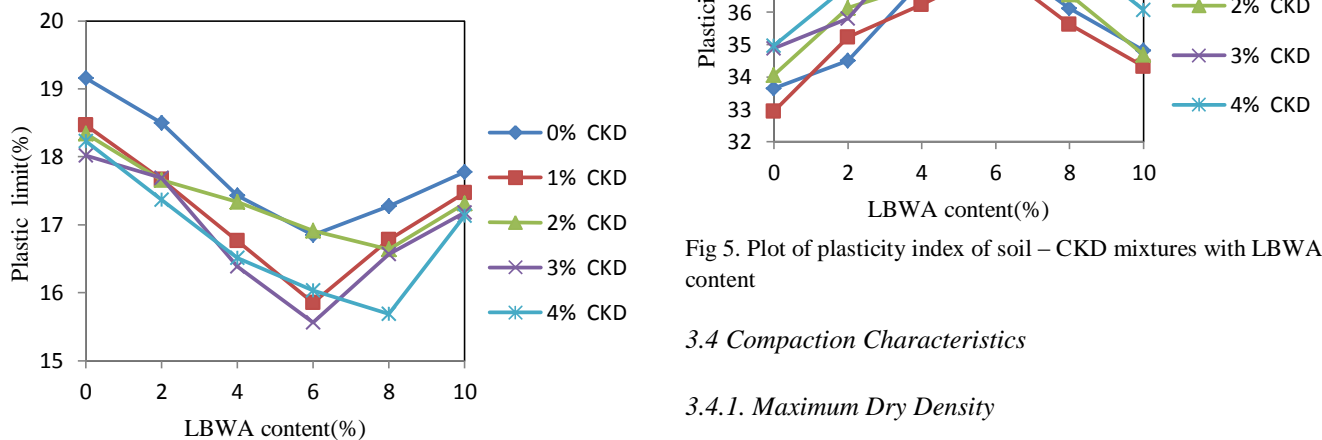 20
19
18
17
16
15
Plastic limit(%)
0 2 4 6 8 10
LBWA content(%)
0% CKD
1% CKD
2% CKD
3% CKD
4% CKD
36
35
34
33
32
0 2 4 6 8 10
LBWA content(%)
2% CKD
3% CKD
4% CKD
Fig 5. Plot of plasticity index of soil – CKD mixtures with LBWA
content
3.4 Compaction Characteristics
3.4.1. Maximum Dry Density